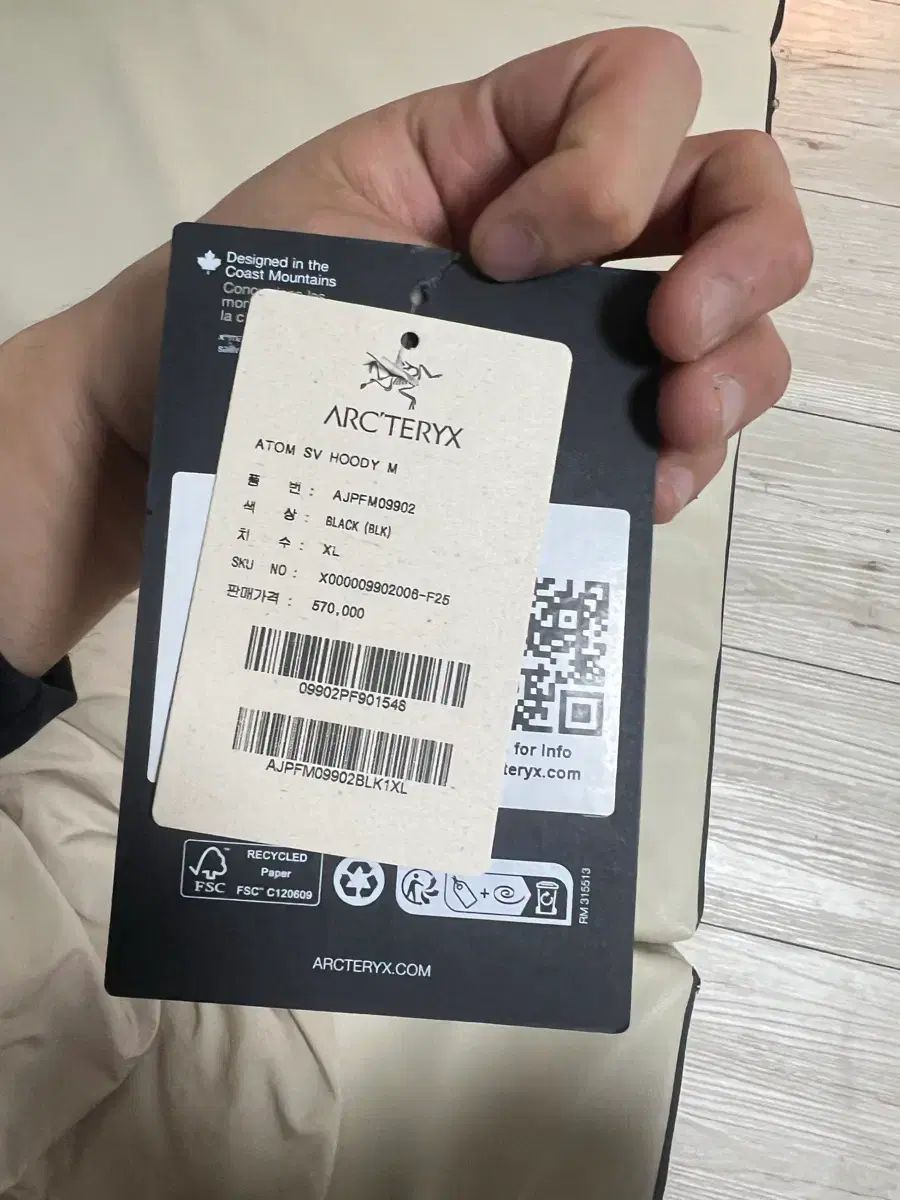 Designed in the
Coast Mountains
la c
ARC'TERYX
ATOM SV HOODY M
품 번 : AJPFM09902
색 상 : BLACK (BLK)
치 수 : XL
SKU NO : X000009902006-F25
판매가격 : 570,000
09902PF901548
AJPFM09902BLK1XL
for Info
teryx.com
FSC
RECYCLED
Paper
FSC™ C120609
RM 315513
ARCTERYX.COM